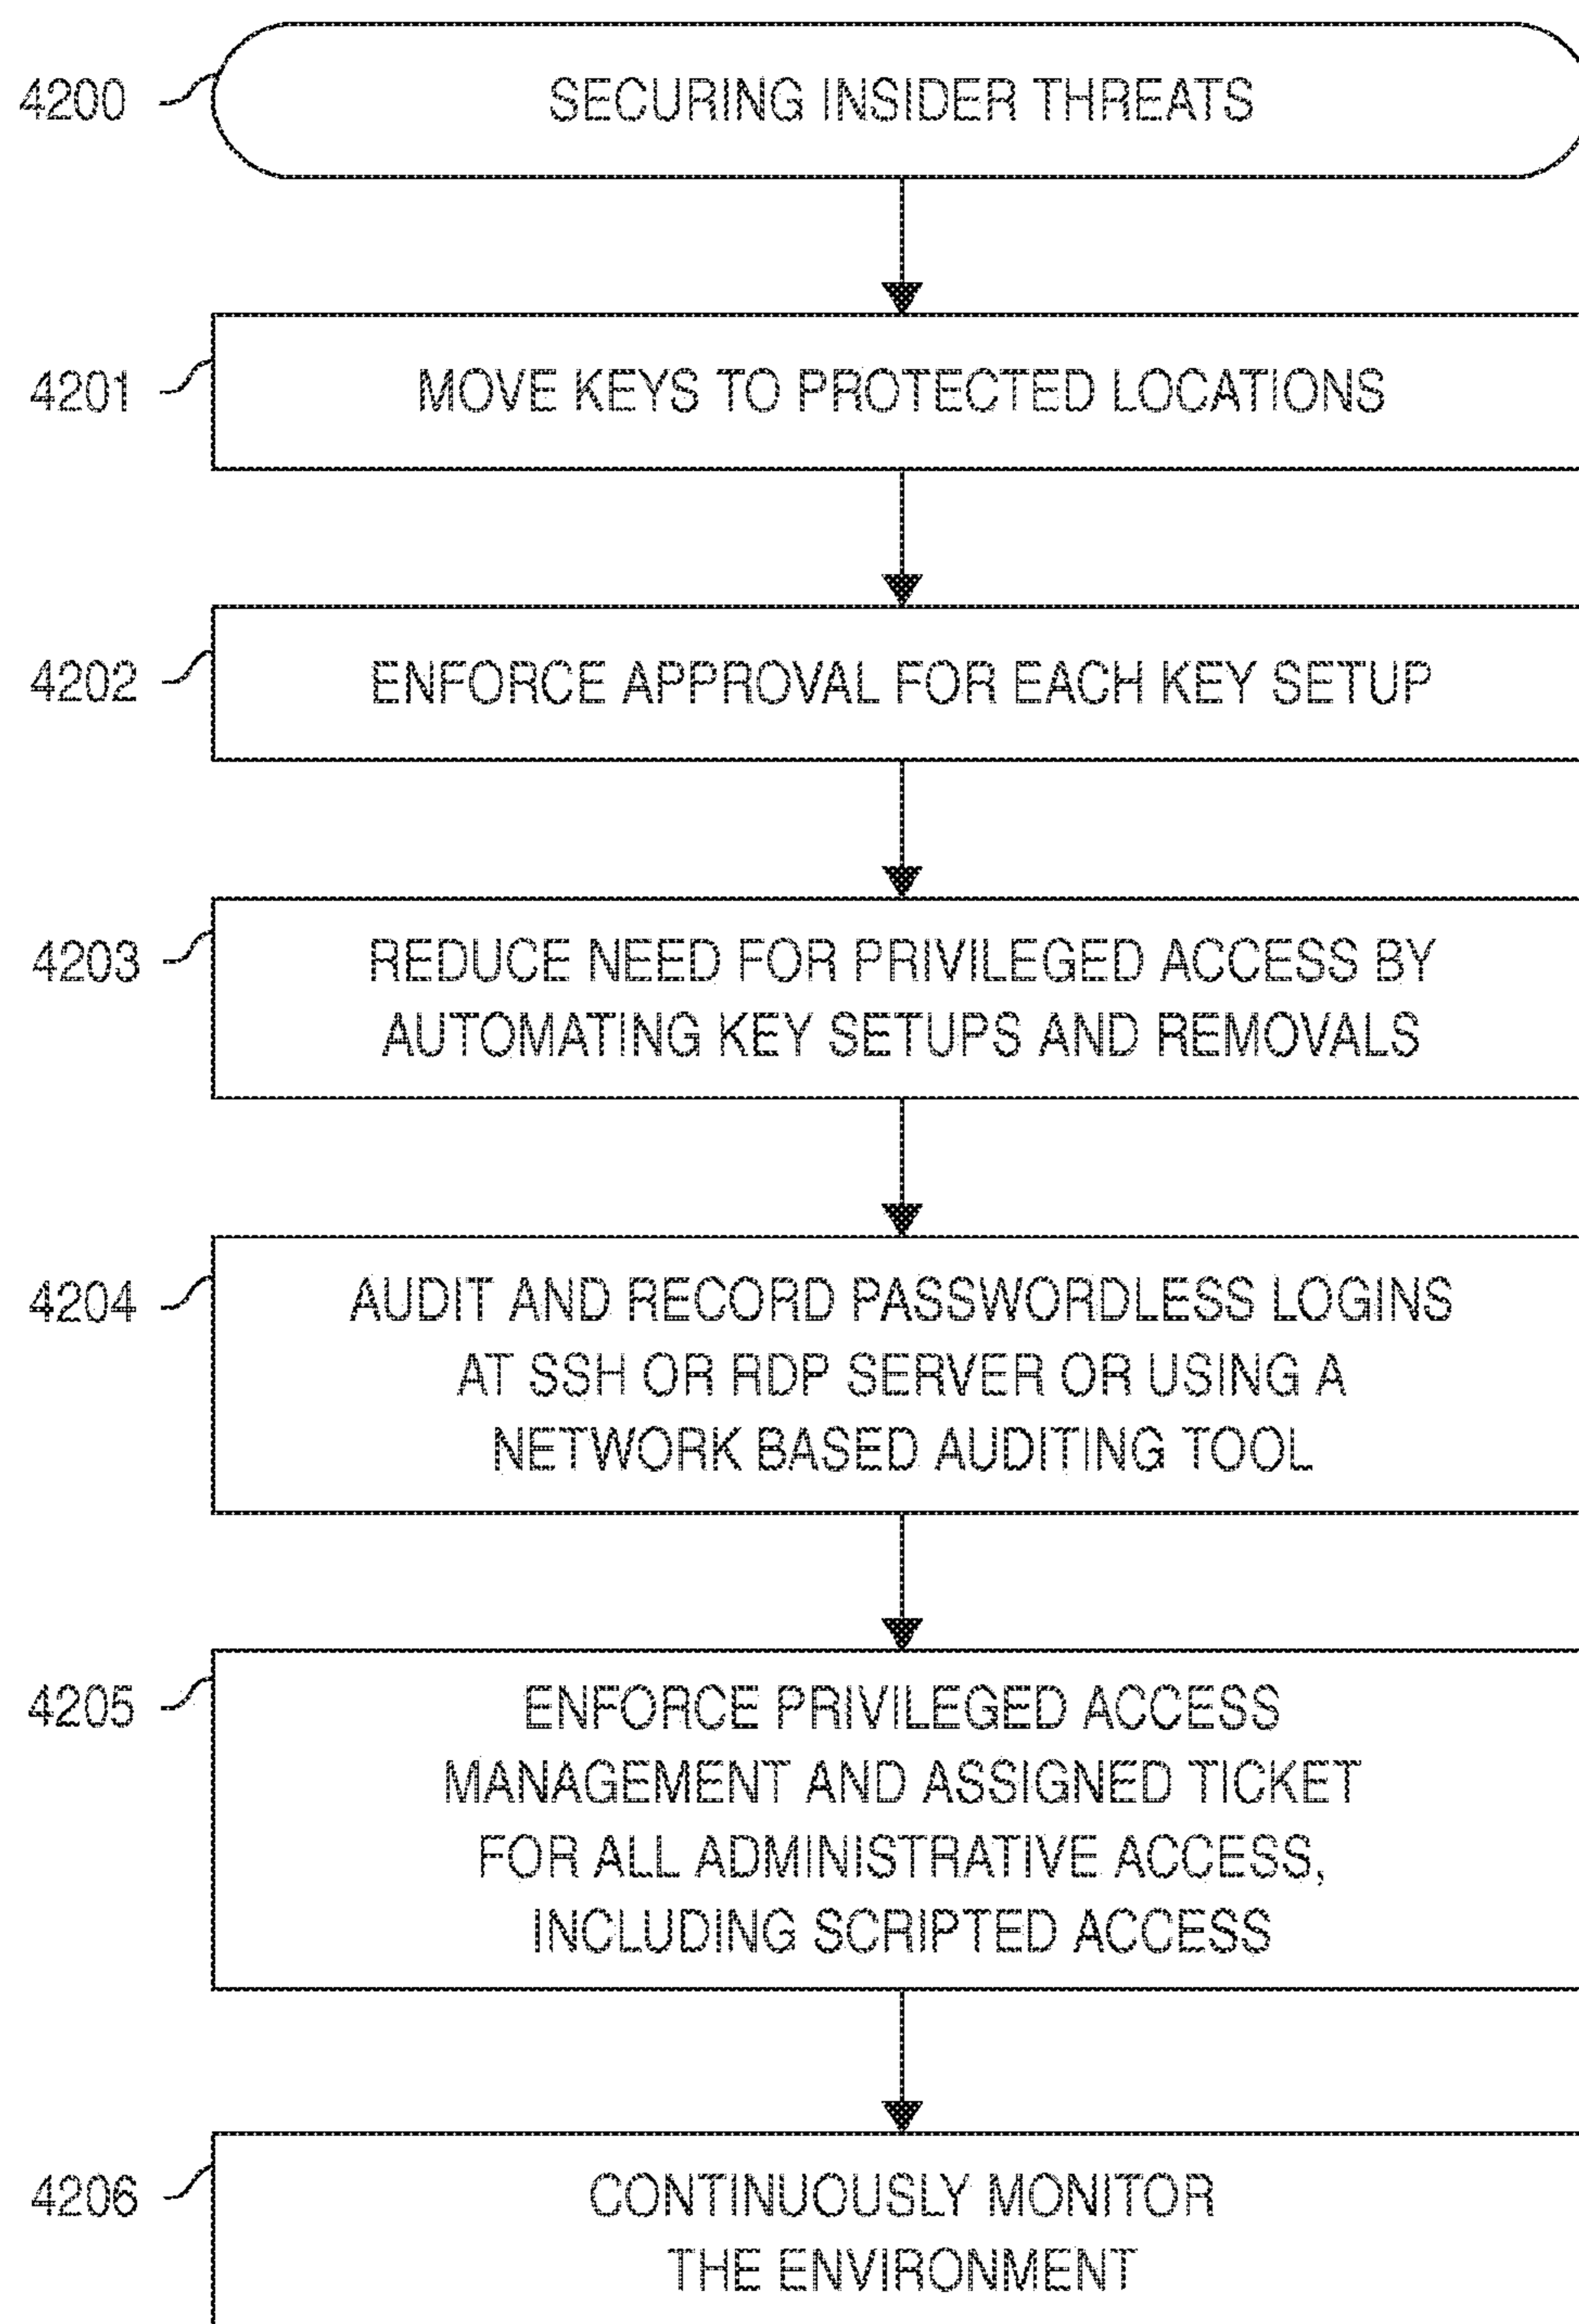 4200 SECURING INSIDER THREATS
4201 MOVE KEYS TO PROTECTED LOCATIONS
4202 ENFORCE APPROVAL FOR EACH KEY SETUP
4203 REDUCE NEED FOR PRIVILEGED ACCESS BY
AUTOMATING KEY SETUPS AND REMOVALS
4204 AUDIT AND RECORD PASSWORDLESS LOGINS
AT SSH OR RDP SERVER OR USING A
NETWORK BASED AUDITING TOOL
4205 ENFORCE PRIVILEGED ACCESS
MANAGEMENT AND ASSIGNED TICKET
FOR ALL ADMINISTRATIVE ACCESS,
INCLUDING SCRIPTED ACCESS
4206 CONTINUOUSLY MONITOR
THE ENVIRONMENT